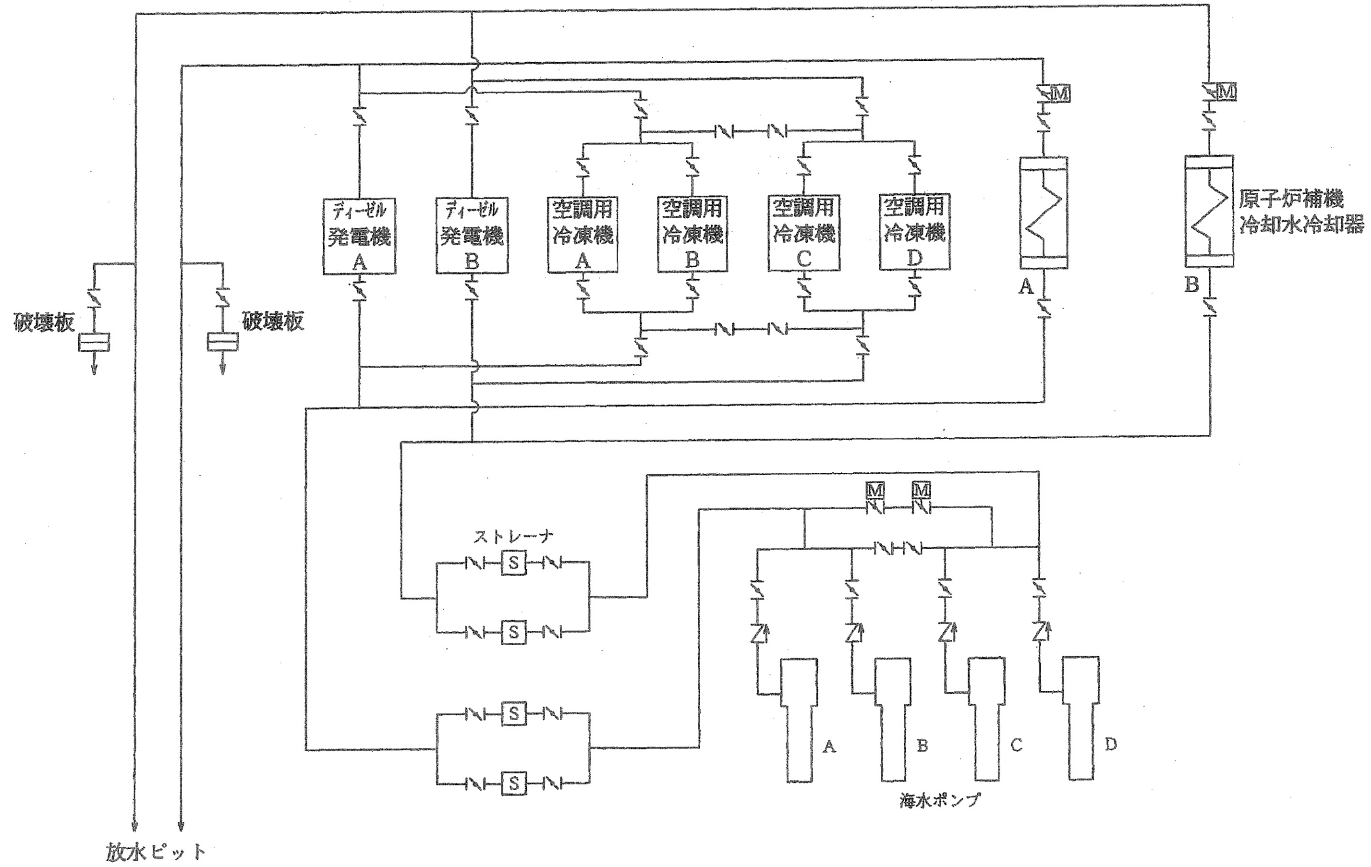 M
M
ディーゼル
発電機
A
ディーゼル
発電機
B
空調用
冷凍機
A
空調用
冷凍機
B
空調用
冷凍機
C
空調用
冷凍機
D
原子炉補機
冷却水冷却器
A
B
破壊板
破壊板
M
M
ストレーナ
S
S
S
S
A
B
C
D
海水ポンプ
放水ピット